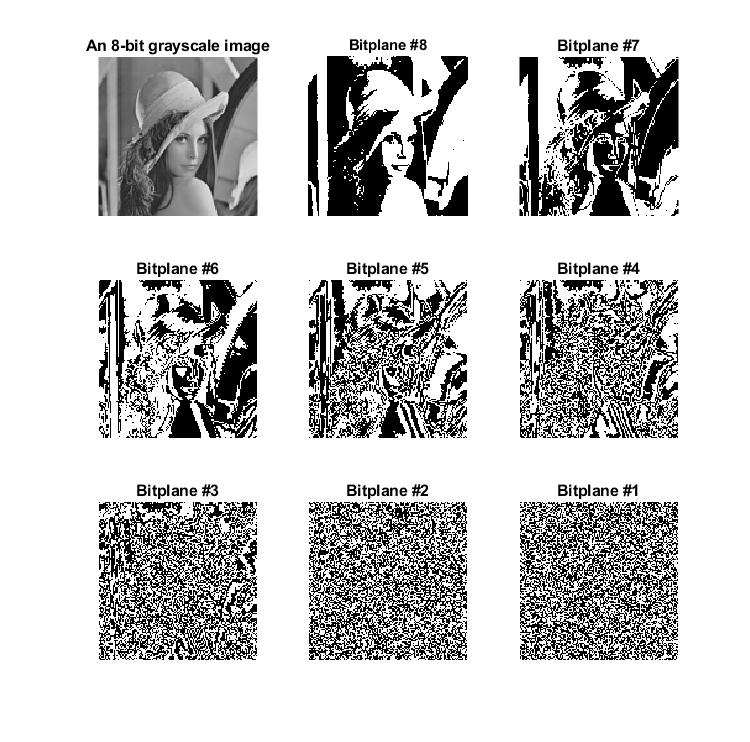 An 8-bit grayscale image
Bitplane #8
Bitplane #7
Bitplane #6
Bitplane #5
Bitplane #4
Bitplane #3
Bitplane #2
Bitplane #1